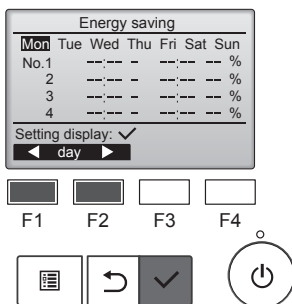 Energy saving
Mon Tue Wed Thu Fri Sat Sun
No.1 --:-- - --:-- -- %
2 --:-- - --:-- -- %
3 --:-- - --:-- -- %
4 --:-- - --:-- -- %
Setting display: ✓
◀ day ▶
F1 F2 F3 F4